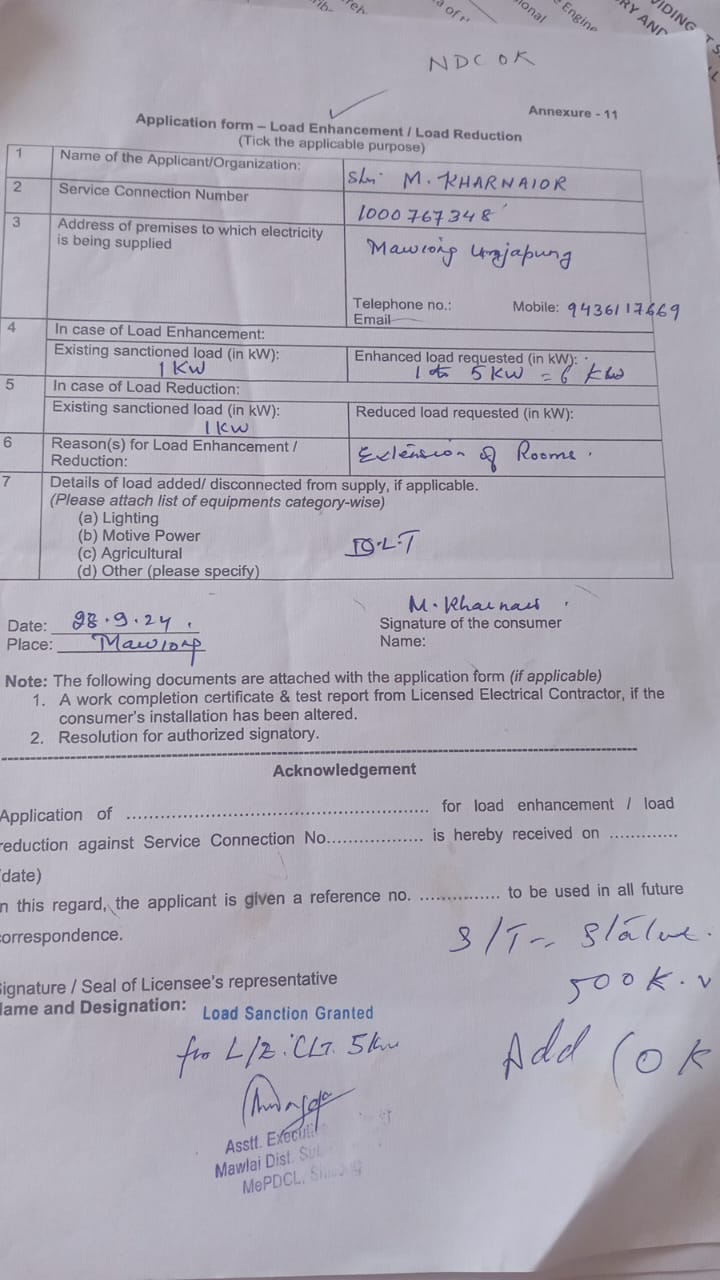 NDC OK
Annexure - 11
Application form – Load Enhancement / Load Reduction
(Tick the applicable purpose)
1 Name of the Applicant/Organization: Shri M. KHARNAIOR
2 Service Connection Number 1000767348
3 Address of premises to which electricity is being supplied Mawiong Umjapung
Telephone no.: Mobile: 9436117669
Email
4 In case of Load Enhancement:
Existing sanctioned load (in kW): 1 KW
Enhanced load requested (in kW): 1 to 5 KW = 6 KW
5 In case of Load Reduction:
Existing sanctioned load (in kW): 1 KW
Reduced load requested (in kW):
6 Reason(s) for Load Enhancement / Reduction: Extension of Rooms.
7 Details of load added/ disconnected from supply, if applicable.
(Please attach list of equipments category-wise)
(a) Lighting
(b) Motive Power
(c) Agricultural
(d) Other (please specify)
Date: 28.9.24
Place: Mawiong
M. Kharnaior
Signature of the consumer
Name:
Note: The following documents are attached with the application form (if applicable)
1. A work completion certificate & test report from Licensed Electrical Contractor, if the
consumer's installation has been altered.
2. Resolution for authorized signatory.
Acknowledgement
Application of .................................................... for load enhancement / load
reduction against Service Connection No.................. is hereby received on .............
date)
n this regard, the applicant is given a reference no. ............... to be used in all future
correspondence.
S/Tn
500 K.V
Signature / Seal of Licensee's representative
Name and Designation:
Load Sanction Granted
for 5 KW
Add (OK
Asstt. Executi
Mawlai Dist. Su
MePDCL, Shillong